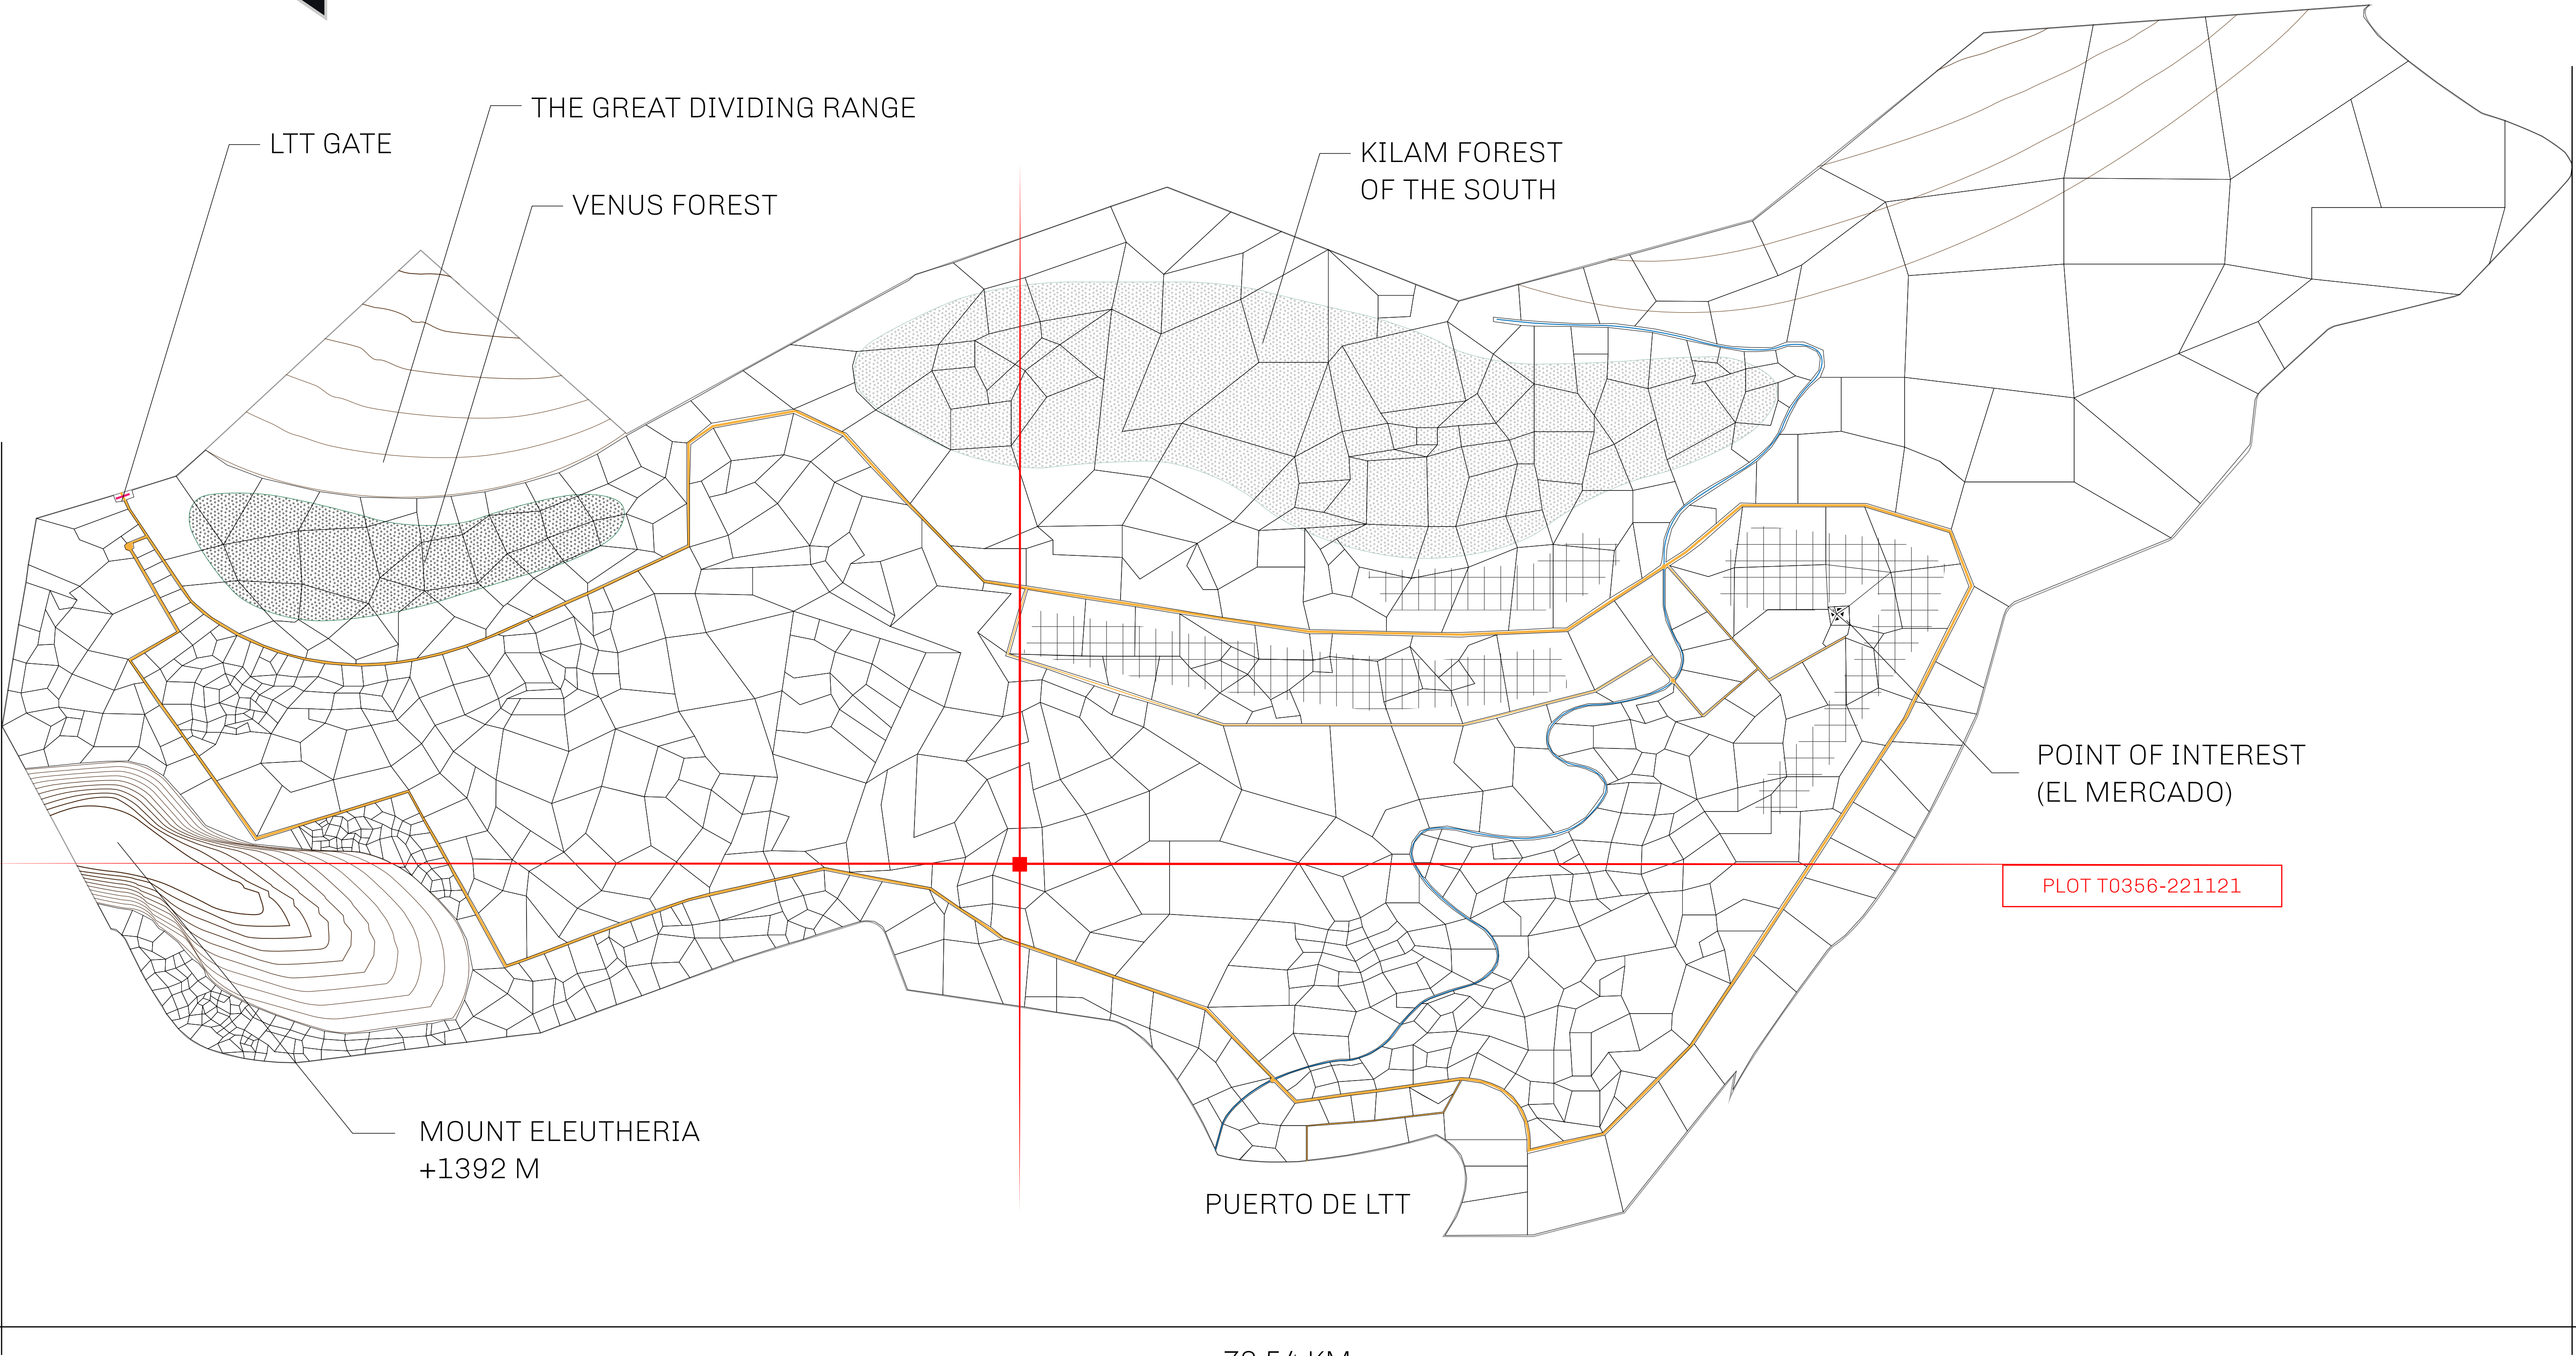 THE GREAT DIVIDING RANGE
LTT GATE
VENUS FOREST
KILAM FOREST
OF THE SOUTH
POINT OF INTEREST
(EL MERCADO)
PLOT T0356-221121
MOUNT ELEUTHERIA
+1392 M
PUERTO DE LTT
KM